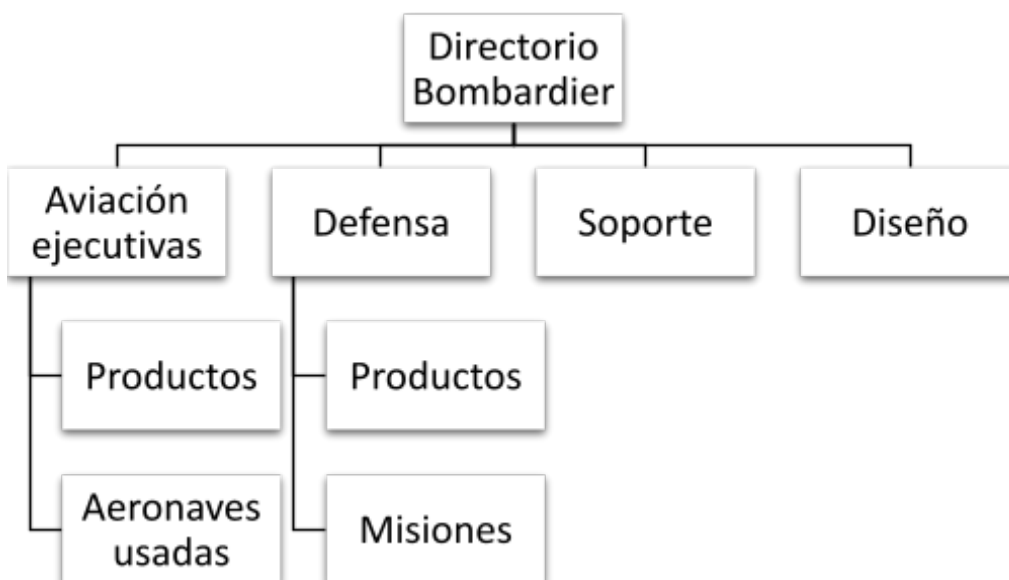 Directorio
Bombardier
Aviación
ejecutivas
Defensa
Soporte
Diseño
Productos
Productos
Aeronaves
usadas
Misiones